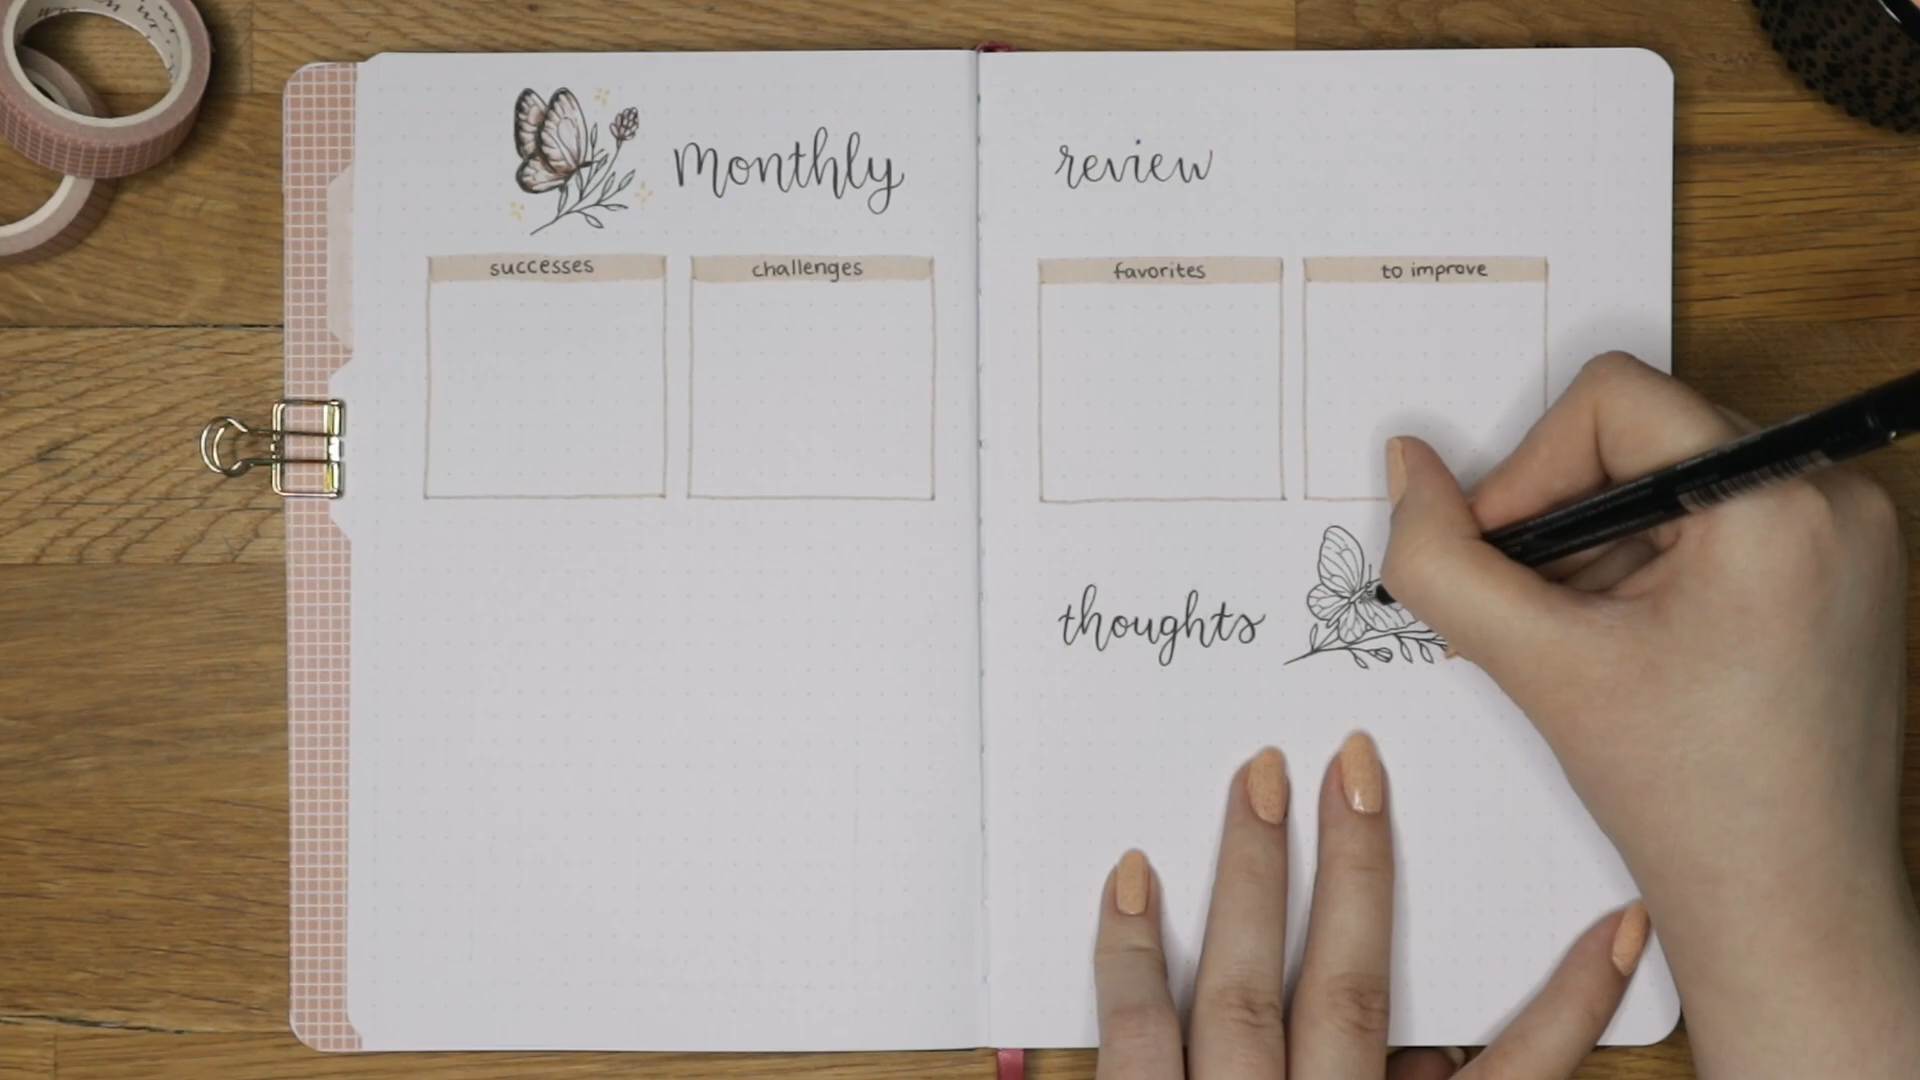 monthly review
successes
challenges
favorites
to improve
thoughts